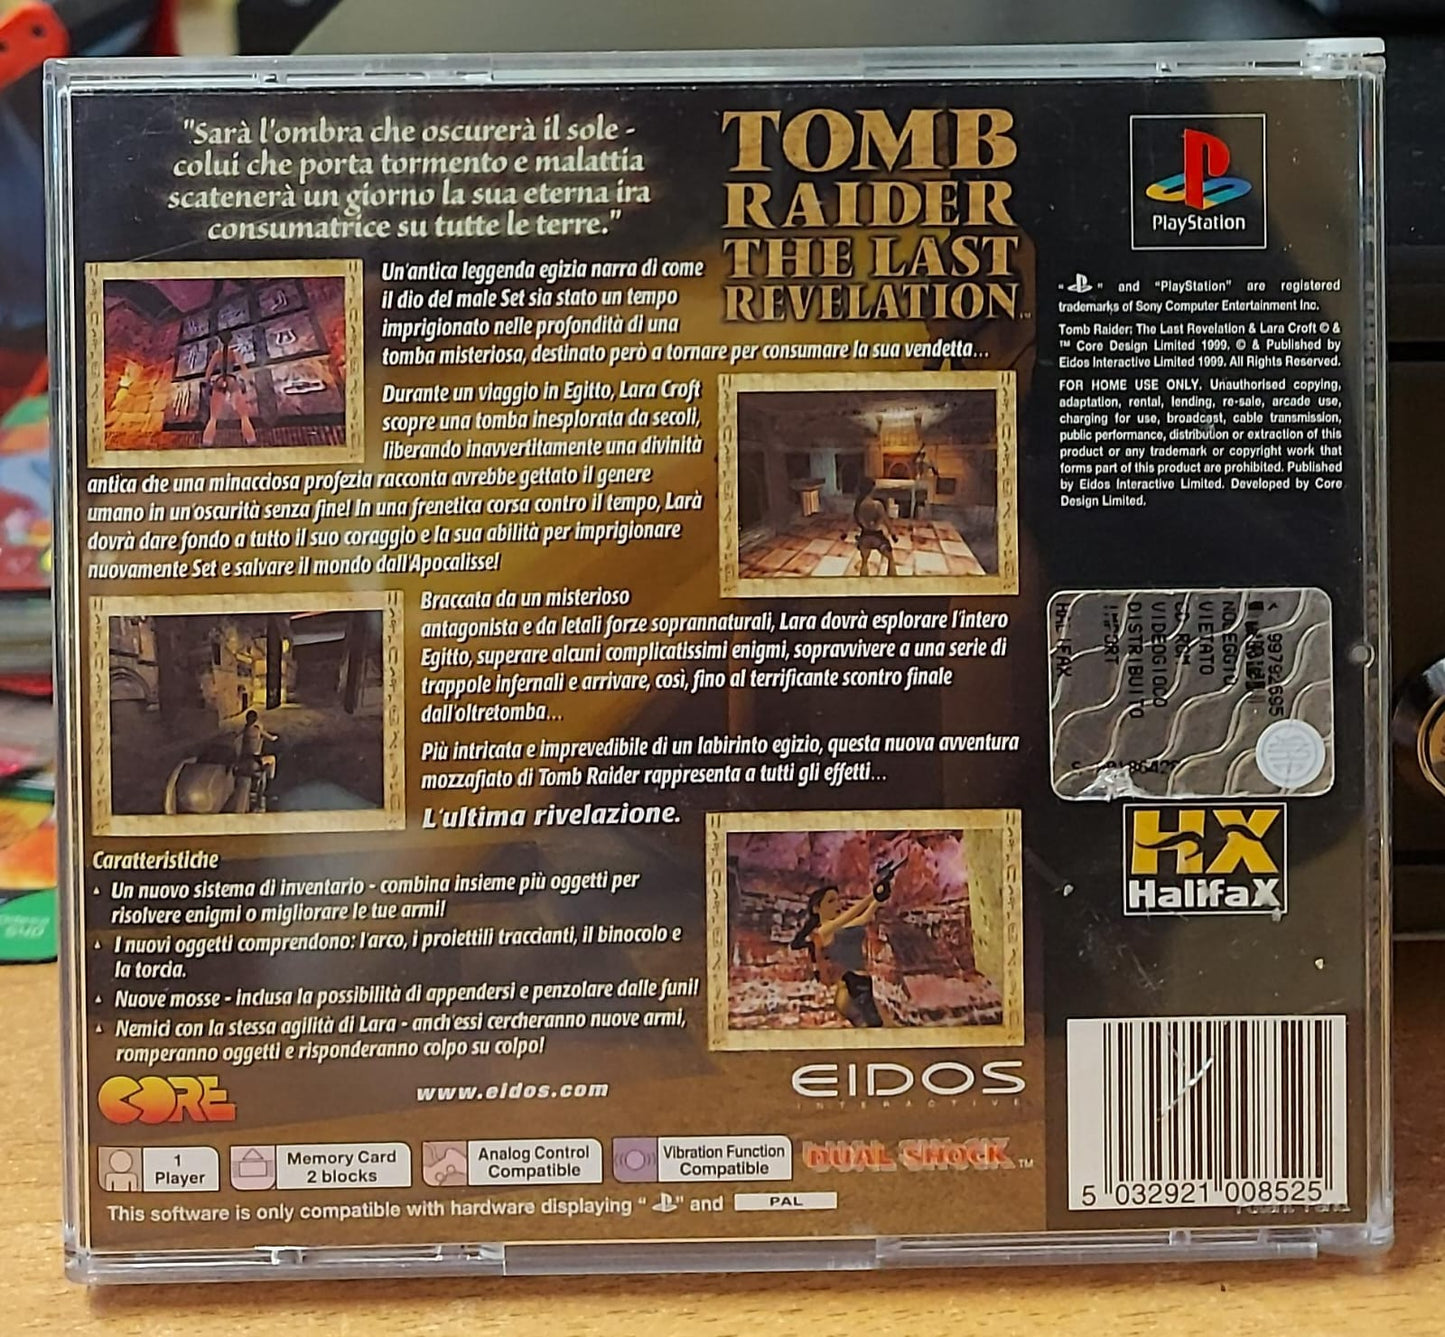 "Sarà l'ombra che oscurerà il sole -
colui che porta tormento e malattia
scatenerà un giorno la sua eterna ira
consumatrice su tutte le terre."
TOMB
RAIDER
THE LAST
REVELATION
Un'antica leggenda egizia narra di come
il dio del male Set sia stato un tempo
imprigionato nelle profondità di una
tomba misteriosa, destinato però a tornare per consumare la sua vendetta...
Durante un viaggio in Egitto, Lara Croft
scopre una tomba inesplorata da secoli,
liberando inavvertitamente una divinità
antica che una minacciosa profezia racconta avrebbe gettato il genere
umano in un'oscurità senza fine! In una frenetica corsa contro il tempo, Larà
dovrà dare fondo a tutto il suo coraggio e la sua abilità per imprigionare
nuovamente Set e salvare il mondo dall'Apocalisse!
Braccata da un misterioso
antagonista e da letali forze soprannaturali, Lara dovrà esplorare l'intero
Egitto, superare alcuni complicatissimi enigmi, sopravvivere a una serie di
trappole infernali e arrivare, così, fino al terrificante scontro finale
dall'oltretomba...
Più intricata e imprevedibile di un labirinto egizio, questa nuova avventura
mozzafiato di Tomb Raider rappresenta a tutti gli effetti...
L'ultima rivelazione.
Caratteristiche
Un nuovo sistema di inventario - combina insieme più oggetti per
risolvere enigmi o migliorare le tue armi!
I nuovi oggetti comprendono: l'arco, i proiettili traccianti, il binocolo e
la torcia.
Nuove mosse - inclusa la possibilità di appendersi e penzolare dalle funi!
Nemici con la stessa agilità di Lara - anch'essi cercheranno nuove armi,
romperanno oggetti e risponderanno colpo su colpo!
CORE
www.eidos.com
EIDOS
INTERACTIVE
1
Player
Memory Card
2 blocks
Analog Control
Compatible
Vibration Function
Compatible
DUAL SHOCK™
This software is only compatible with hardware displaying " " and PAL
PlayStation
" " and "PlayStation" are registered
trademarks of Sony Computer Entertainment Inc.
Tomb Raider: The Last Revelation & Lara Croft © &
™ Core Design Limited 1999. © & Published by
Eidos Interactive Limited 1999. All Rights Reserved.
FOR HOME USE ONLY. Unauthorised copying,
adaptation, rental, lending, re-sale, arcade use,
charging for use, broadcast, cable transmission,
public performance, distribution or extraction of this
product or any trademark or copyright work that
forms part of this product are prohibited. Published
by Eidos Interactive Limited. Developed by Core
Design Limited.
NOLEGGIO
VIETATO
CD ROM
VIDEOGIOCO
DISTRIBUITO
HALIFAX
HX
HalifaX
5 032921 008525